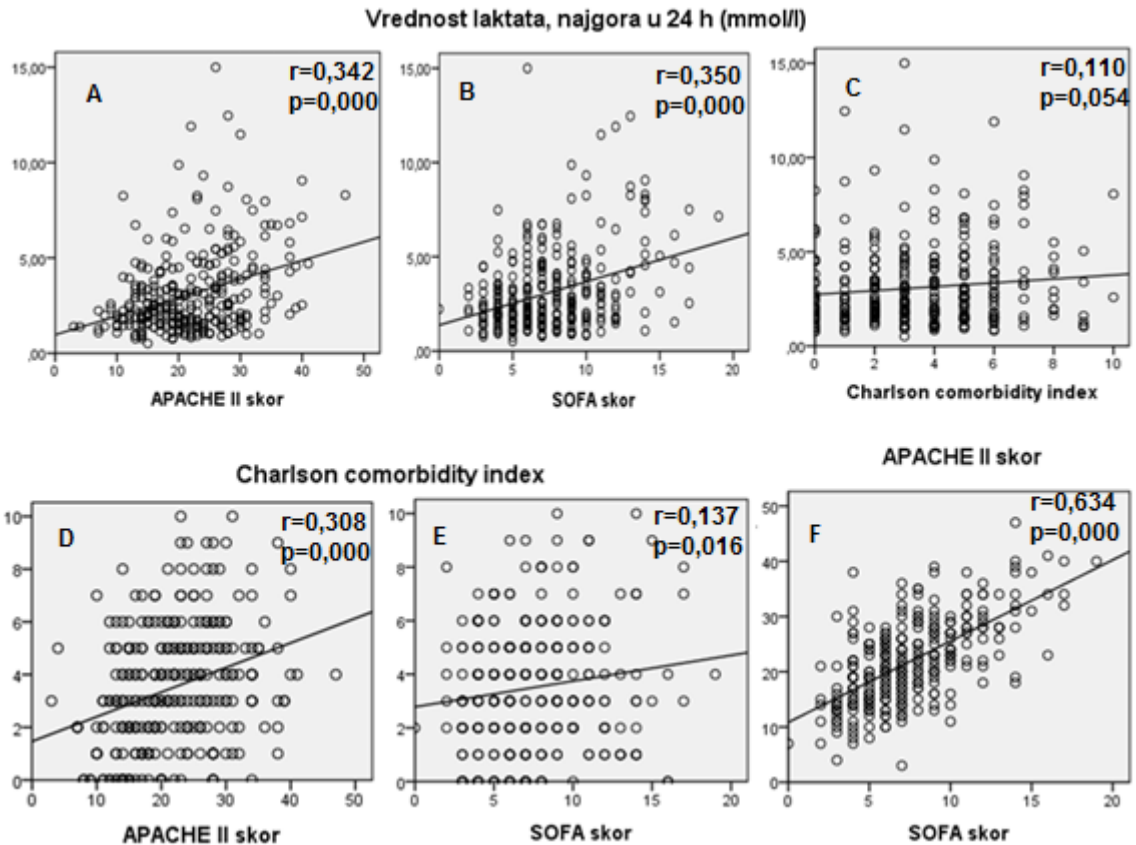 Vrednost laktata, najgora u 24 h (mmol/l)
A
r=0,342
p=0,000
15,00
10,00
5,00
,00
0 10 20 30 40 50
APACHE II skor
B
r=0,350
p=0,000
15,00
10,00
5,00
,00
0 5 10 15 20
SOFA skor
C
r=0,110
p=0,054
15,00
10,00
5,00
,00
0 2 4 6 8 10
Charlson comorbidity index
Charlson comorbidity index
D
r=0,308
p=0,000
10
8
6
4
2
0
0 10 20 30 40 50
APACHE II skor
E
r=0,137
p=0,016
10
8
6
4
2
0
0 5 10 15 20
SOFA skor
APACHE II skor
F
r=0,634
p=0,000
50
40
30
20
10
0
0 5 10 15 20
SOFA skor